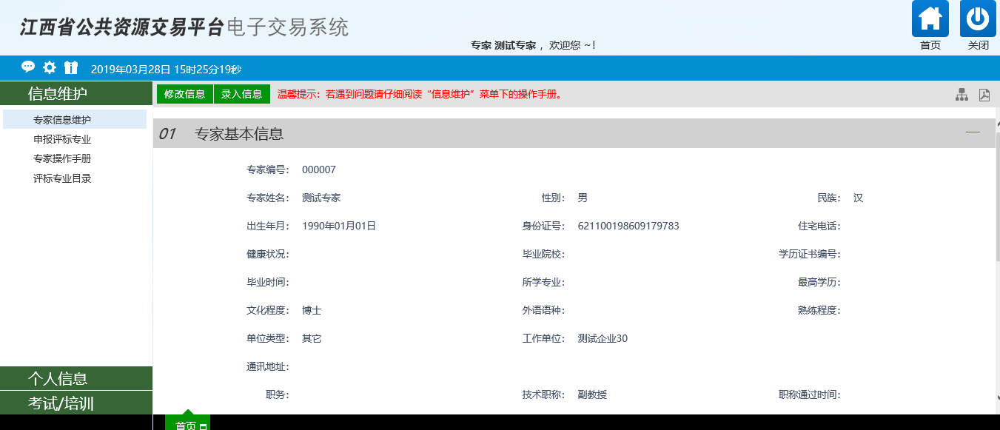 江西省公共资源交易平台电子交易系统
专家 测试专家 ，欢迎您 ~！
首页 关闭
2019年03月28日 15时25分19秒
信息维护
专家信息维护
申报评标专业
专家操作手册
评标专业目录
个人信息
考试/培训
修改信息 录入信息 温馨提示：若遇到问题请仔细阅读“信息维护”菜单下的操作手册。
01 专家基本信息
专家编号： 000007
专家姓名： 测试专家 性别： 男 民族： 汉
出生年月： 1990年01月01日 身份证号： 621100198609179783 住宅电话：
健康状况： 毕业院校： 学历证书编号：
毕业时间： 所学专业： 最高学历：
文化程度： 博士 外语语种： 熟练程度：
单位类型： 其它 工作单位： 测试企业30
通讯地址：
职务： 技术职称： 副教授 职称通过时间：
首页